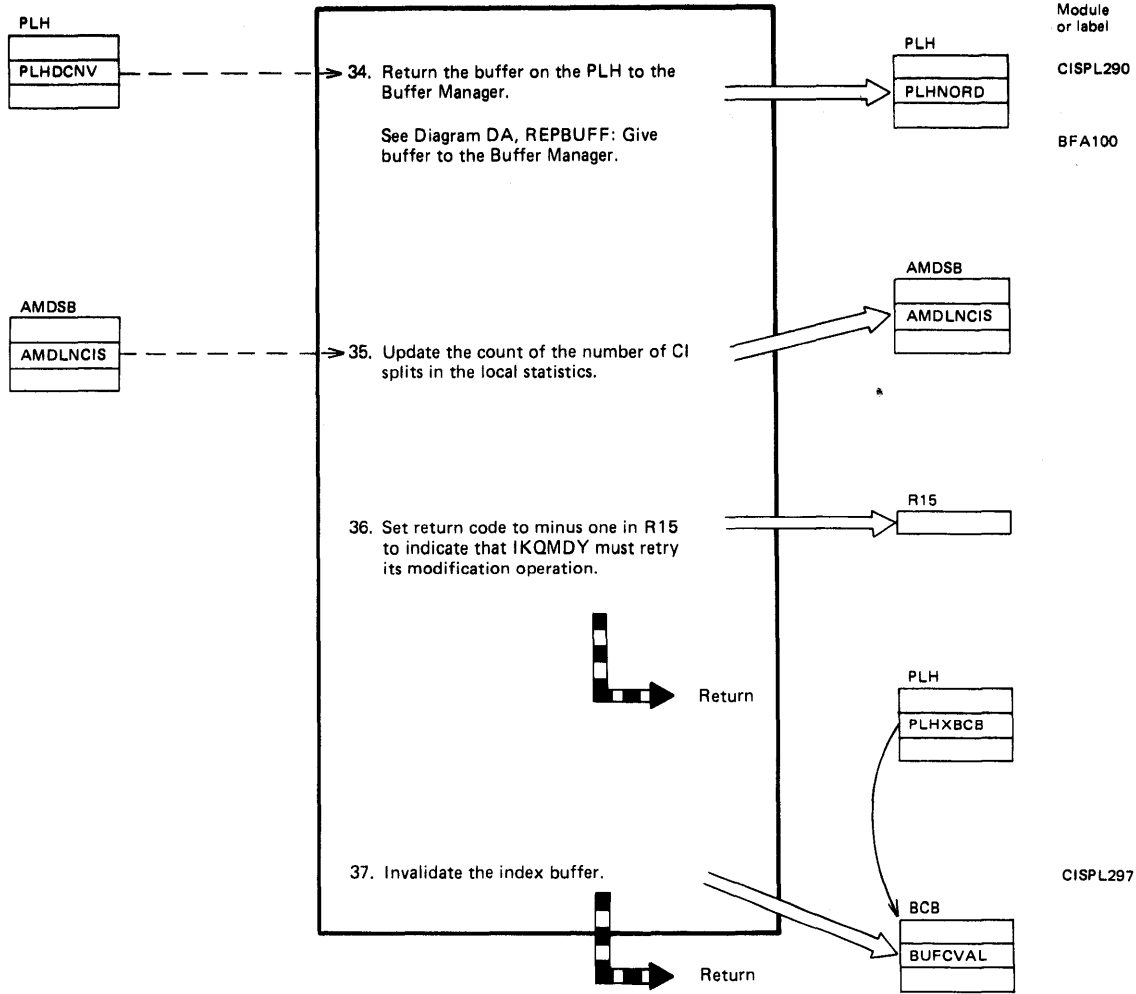 Module
or label
PLH
PLHDCNV
34. Return the buffer on the PLH to the
Buffer Manager.
See Diagram DA, REPBUFF: Give
buffer to the Buffer Manager.
PLH
PLHNORD
CISPL290
BFA100
AMDSB
AMDLNCIS
35. Update the count of the number of CI
splits in the local statistics.
AMDSB
AMDLNCIS
36. Set return code to minus one in R15
to indicate that IKQMDY must retry
its modification operation.
R15
Return
PLH
PLHXBCB
37. Invalidate the index buffer.
CISPL297
BCB
BUFCVAL
Return